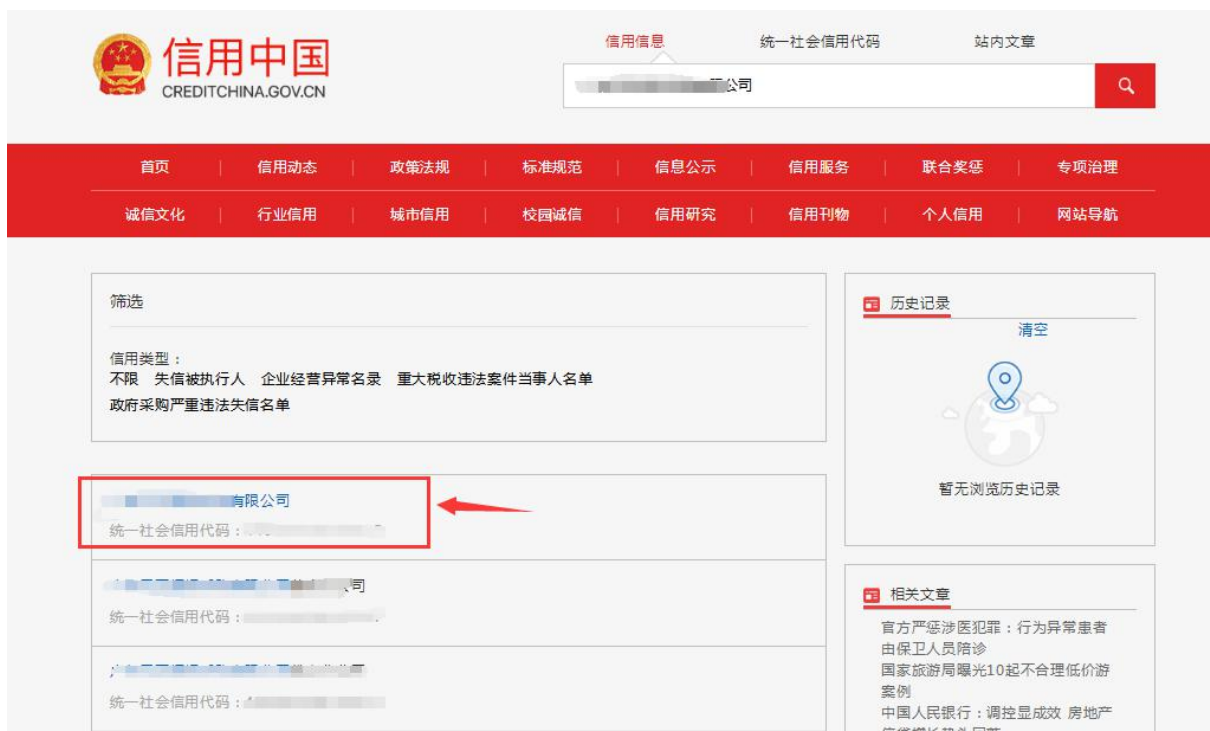 信用中国
CREDITCHINA.GOV.CN
信用信息 统一社会信用代码 站内文章
公司
首页 信用动态 政策法规 标准规范 信息公示 信用服务 联合奖惩 专项治理
诚信文化 行业信用 城市信用 校园诚信 信用研究 信用刊物 个人信用 网站导航
筛选
信用类型：
不限 失信被执行人 企业经营异常名录 重大税收违法案件当事人名单
政府采购严重违法失信名单
有限公司
统一社会信用代码：
司
统一社会信用代码：
统一社会信用代码：
历史记录
清空
暂无浏览历史记录
相关文章
官方严惩涉医犯罪：行为异常患者
由保卫人员陪诊
国家旅游局曝光10起不合理低价游
案例
中国人民银行：调控显成效 房地产